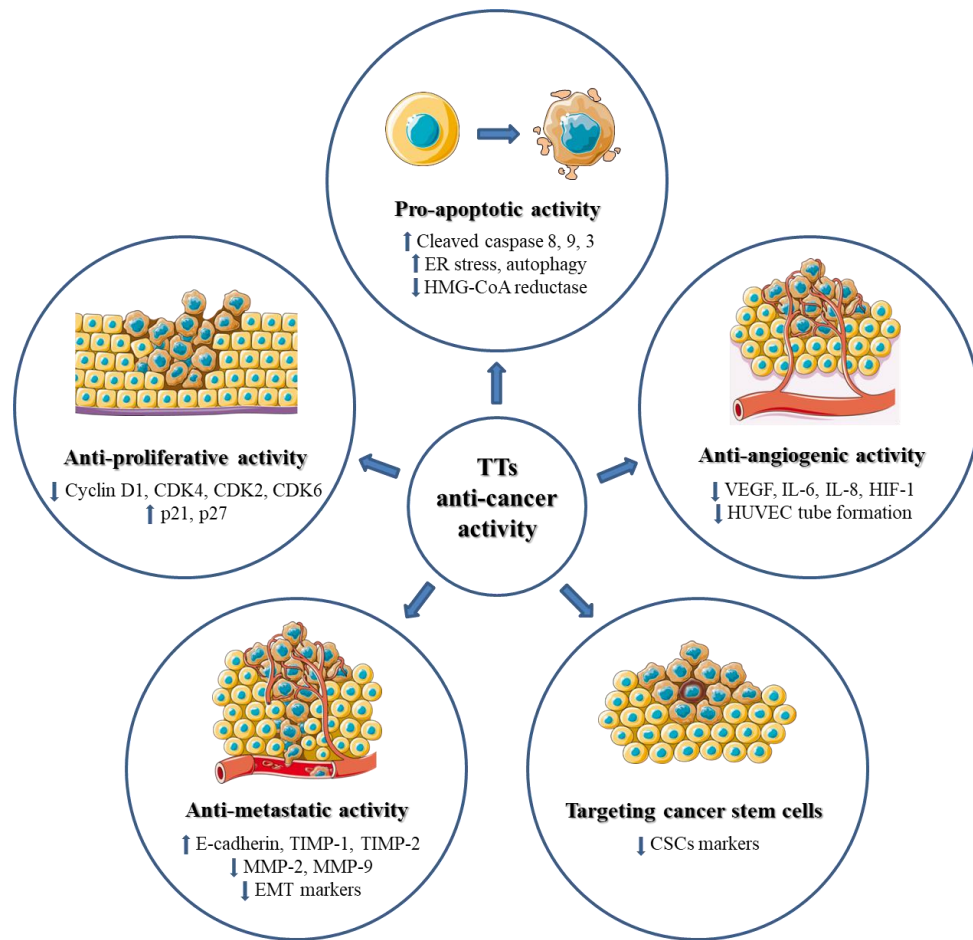 Pro-apoptotic activity
↑ Cleaved caspase 8, 9, 3
↑ ER stress, autophagy
↓ HMG-CoA reductase
Anti-proliferative activity
↓ Cyclin D1, CDK4, CDK2, CDK6
↑ p21, p27
TTs
anti-cancer
activity
Anti-angiogenic activity
↓ VEGF, IL-6, IL-8, HIF-1
↓ HUVEC tube formation
Anti-metastatic activity
↑ E-cadherin, TIMP-1, TIMP-2
↓ MMP-2, MMP-9
↓ EMT markers
Targeting cancer stem cells
↓ CSCs markers